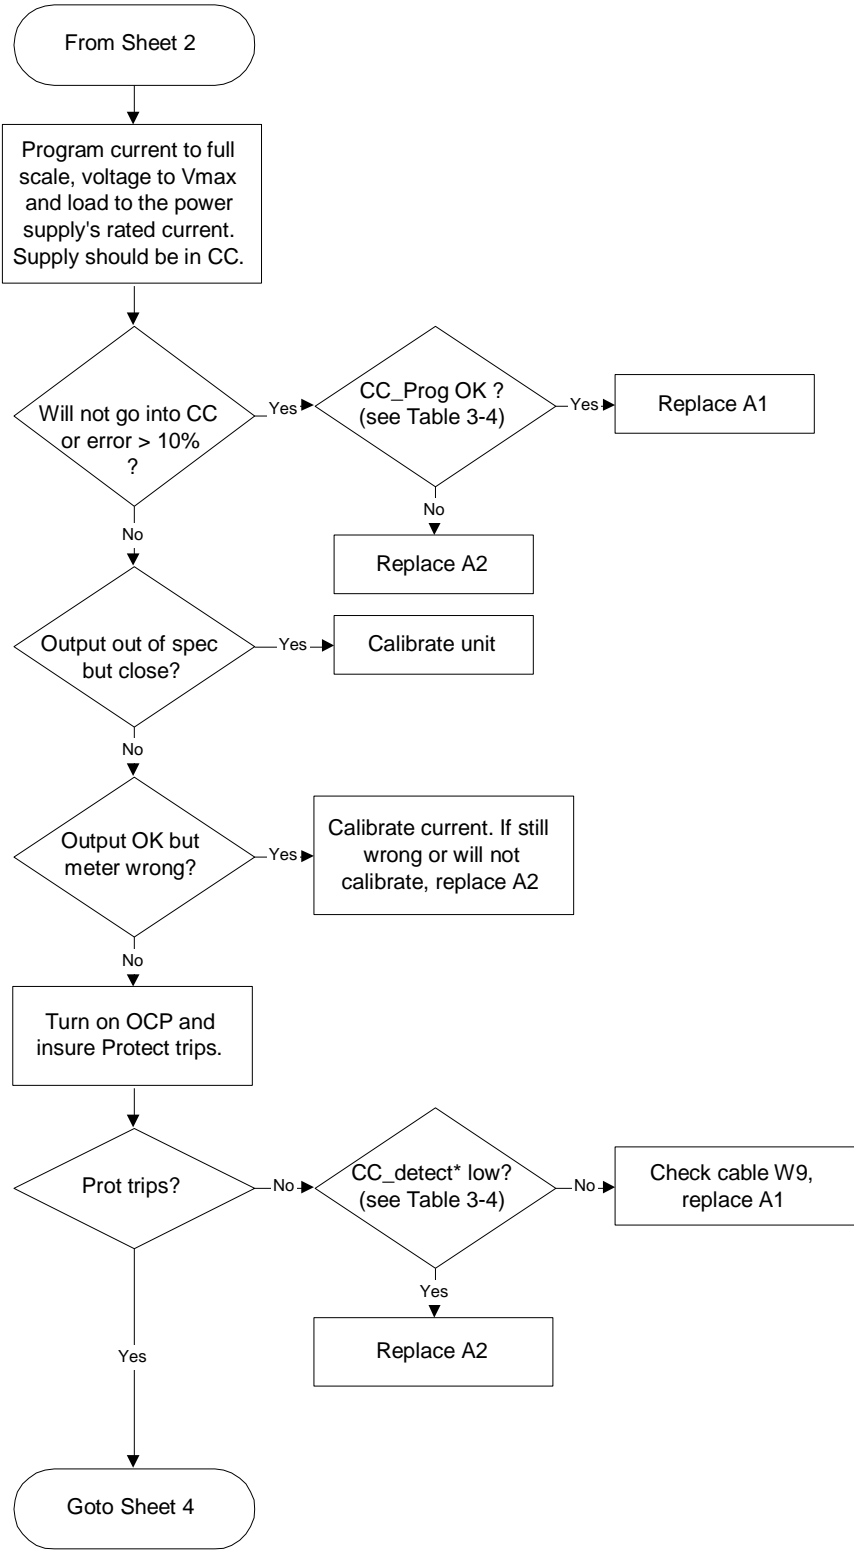 From Sheet 2
Program current to full
scale, voltage to Vmax
and load to the power
supply's rated current.
Supply should be in CC.
Will not go into CC
or error > 10%
?
Yes
CC_Prog OK ?
(see Table 3-4)
Yes
Replace A1
No
Replace A2
No
Output out of spec
but close?
Yes
Calibrate unit
No
Output OK but
meter wrong?
Yes
Calibrate current. If still
wrong or will not
calibrate, replace A2
No
Turn on OCP and
insure Protect trips.
Prot trips?
No
CC_detect* low?
(see Table 3-4)
No
Check cable W9,
replace A1
Yes
Replace A2
Yes
Goto Sheet 4